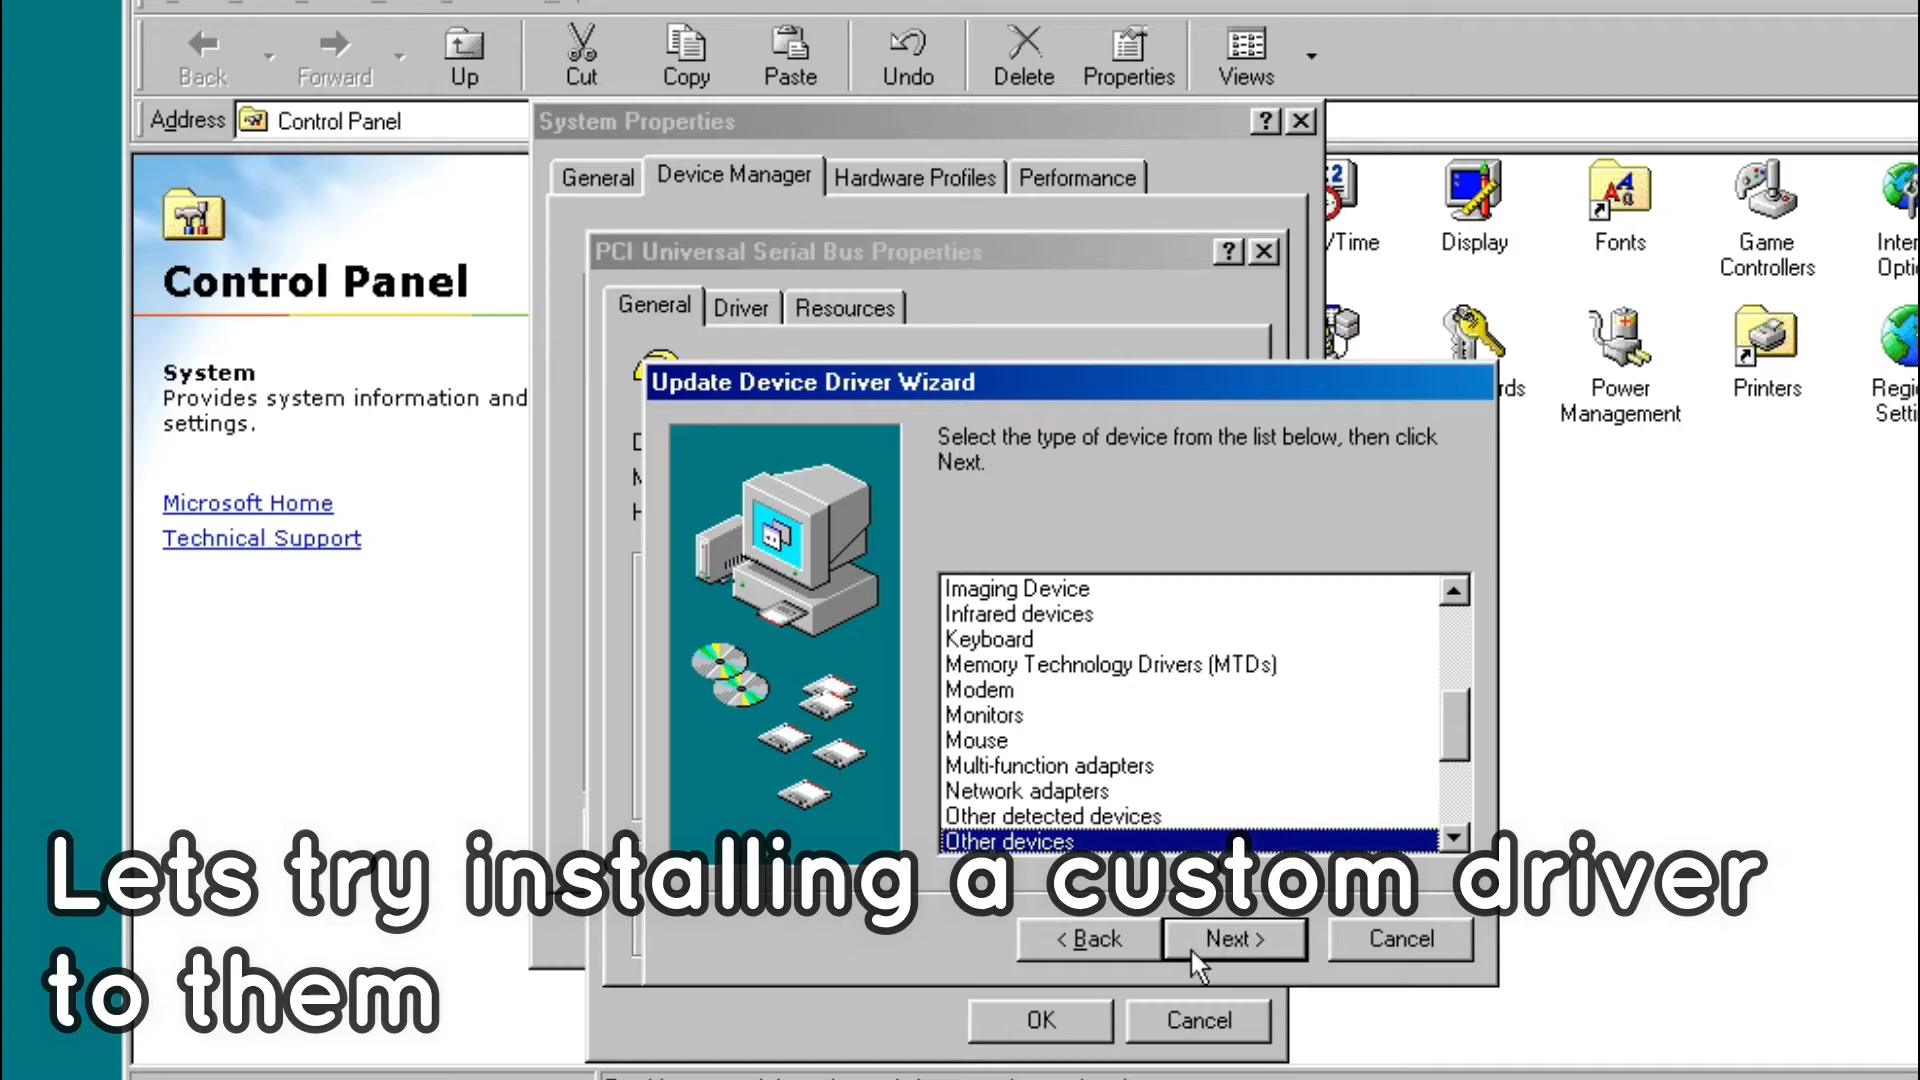 Back
Forward
Up
Cut
Copy
Paste
Undo
Delete
Properties
Views
Address
Control Panel
System Properties
General
Device Manager
Hardware Profiles
Performance
/Time
Display
Fonts
Game
Controllers
PCI Universal Serial Bus Properties
General
Driver
Resources
Control Panel
System
Provides system information and
settings.
Microsoft Home
Technical Support
Power
Management
Printers
Update Device Driver Wizard
Select the type of device from the list below, then click
Next.
Imaging Device
Infrared devices
Keyboard
Memory Technology Drivers (MTDs)
Modem
Monitors
Mouse
Multi-function adapters
Network adapters
Other detected devices
Other devices
< Back
Next >
Cancel
OK
Cancel
Lets try installing a custom driver
to them